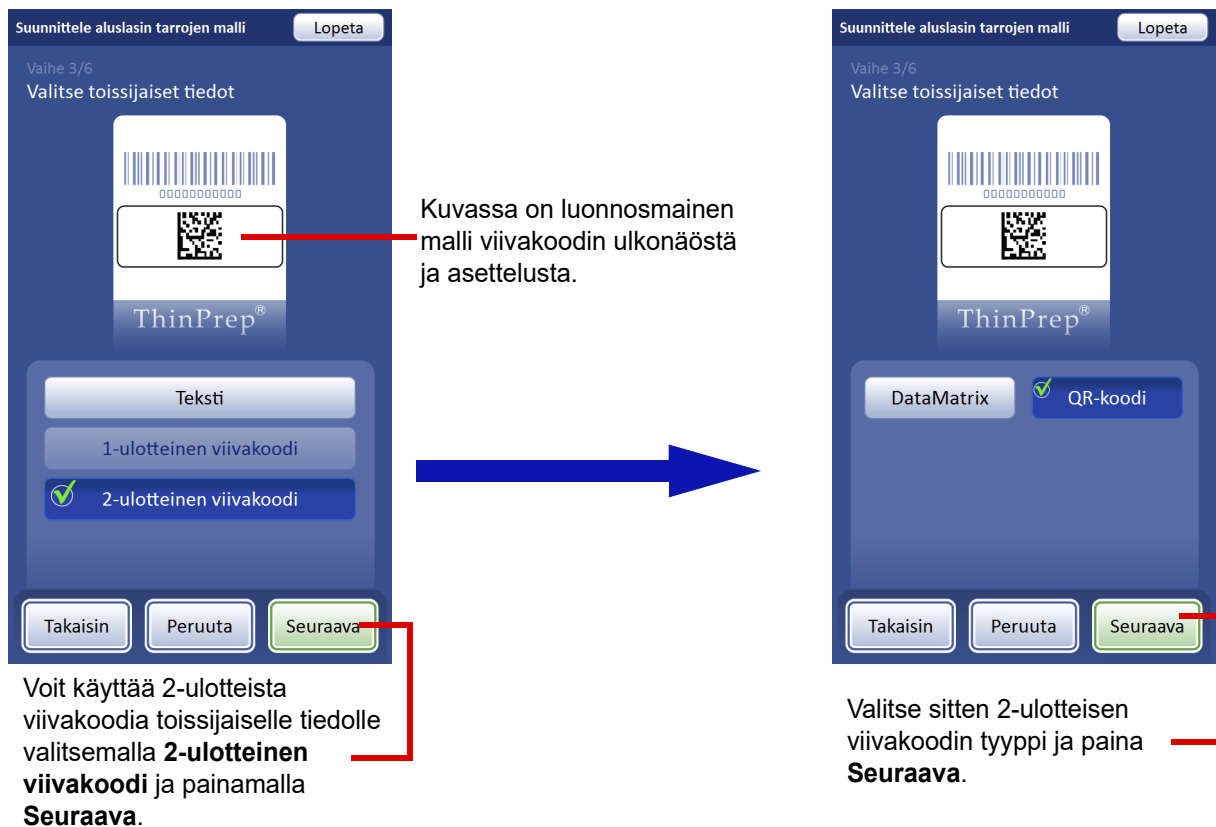 Suunnittele aluslasin tarrojen malli
Lopeta
Vaihe 3/6
Valitse toissijaiset tiedot
00000000000
ThinPrep®
Teksti
1-ulotteinen viivakoodi
2-ulotteinen viivakoodi
Takaisin
Peruuta
Seuraava
Kuvassa on luonnosmainen
malli viivakoodin ulkonäöstä
ja asettelusta.
Voit käyttää 2-ulotteista
viivakoodia toissijaiselle tiedolle
valitsemalla 2-ulotteinen
viivakoodi ja painamalla
Seuraava.
Suunnittele aluslasin tarrojen malli
Lopeta
Vaihe 3/6
Valitse toissijaiset tiedot
00000000000
ThinPrep®
DataMatrix
QR-koodi
Takaisin
Peruuta
Seuraava
Valitse sitten 2-ulotteisen
viivakoodin tyyppi ja paina
Seuraava.